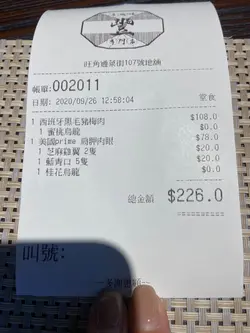 旺角通菜街107號地舖
帳單:002011
日期: 2020/09/26 12:58:04 堂食
1 西班牙黑毛豬梅肉 $108.0
1 蜜桃烏龍 $0.0
1 美國prime 肩胛肉眼 $78.0
1 芝麻雞翼 2隻 $20.0
1 藍青口 5隻 $20.0
1 桂花烏龍 $0.0
總金額 $226.0
叫號: